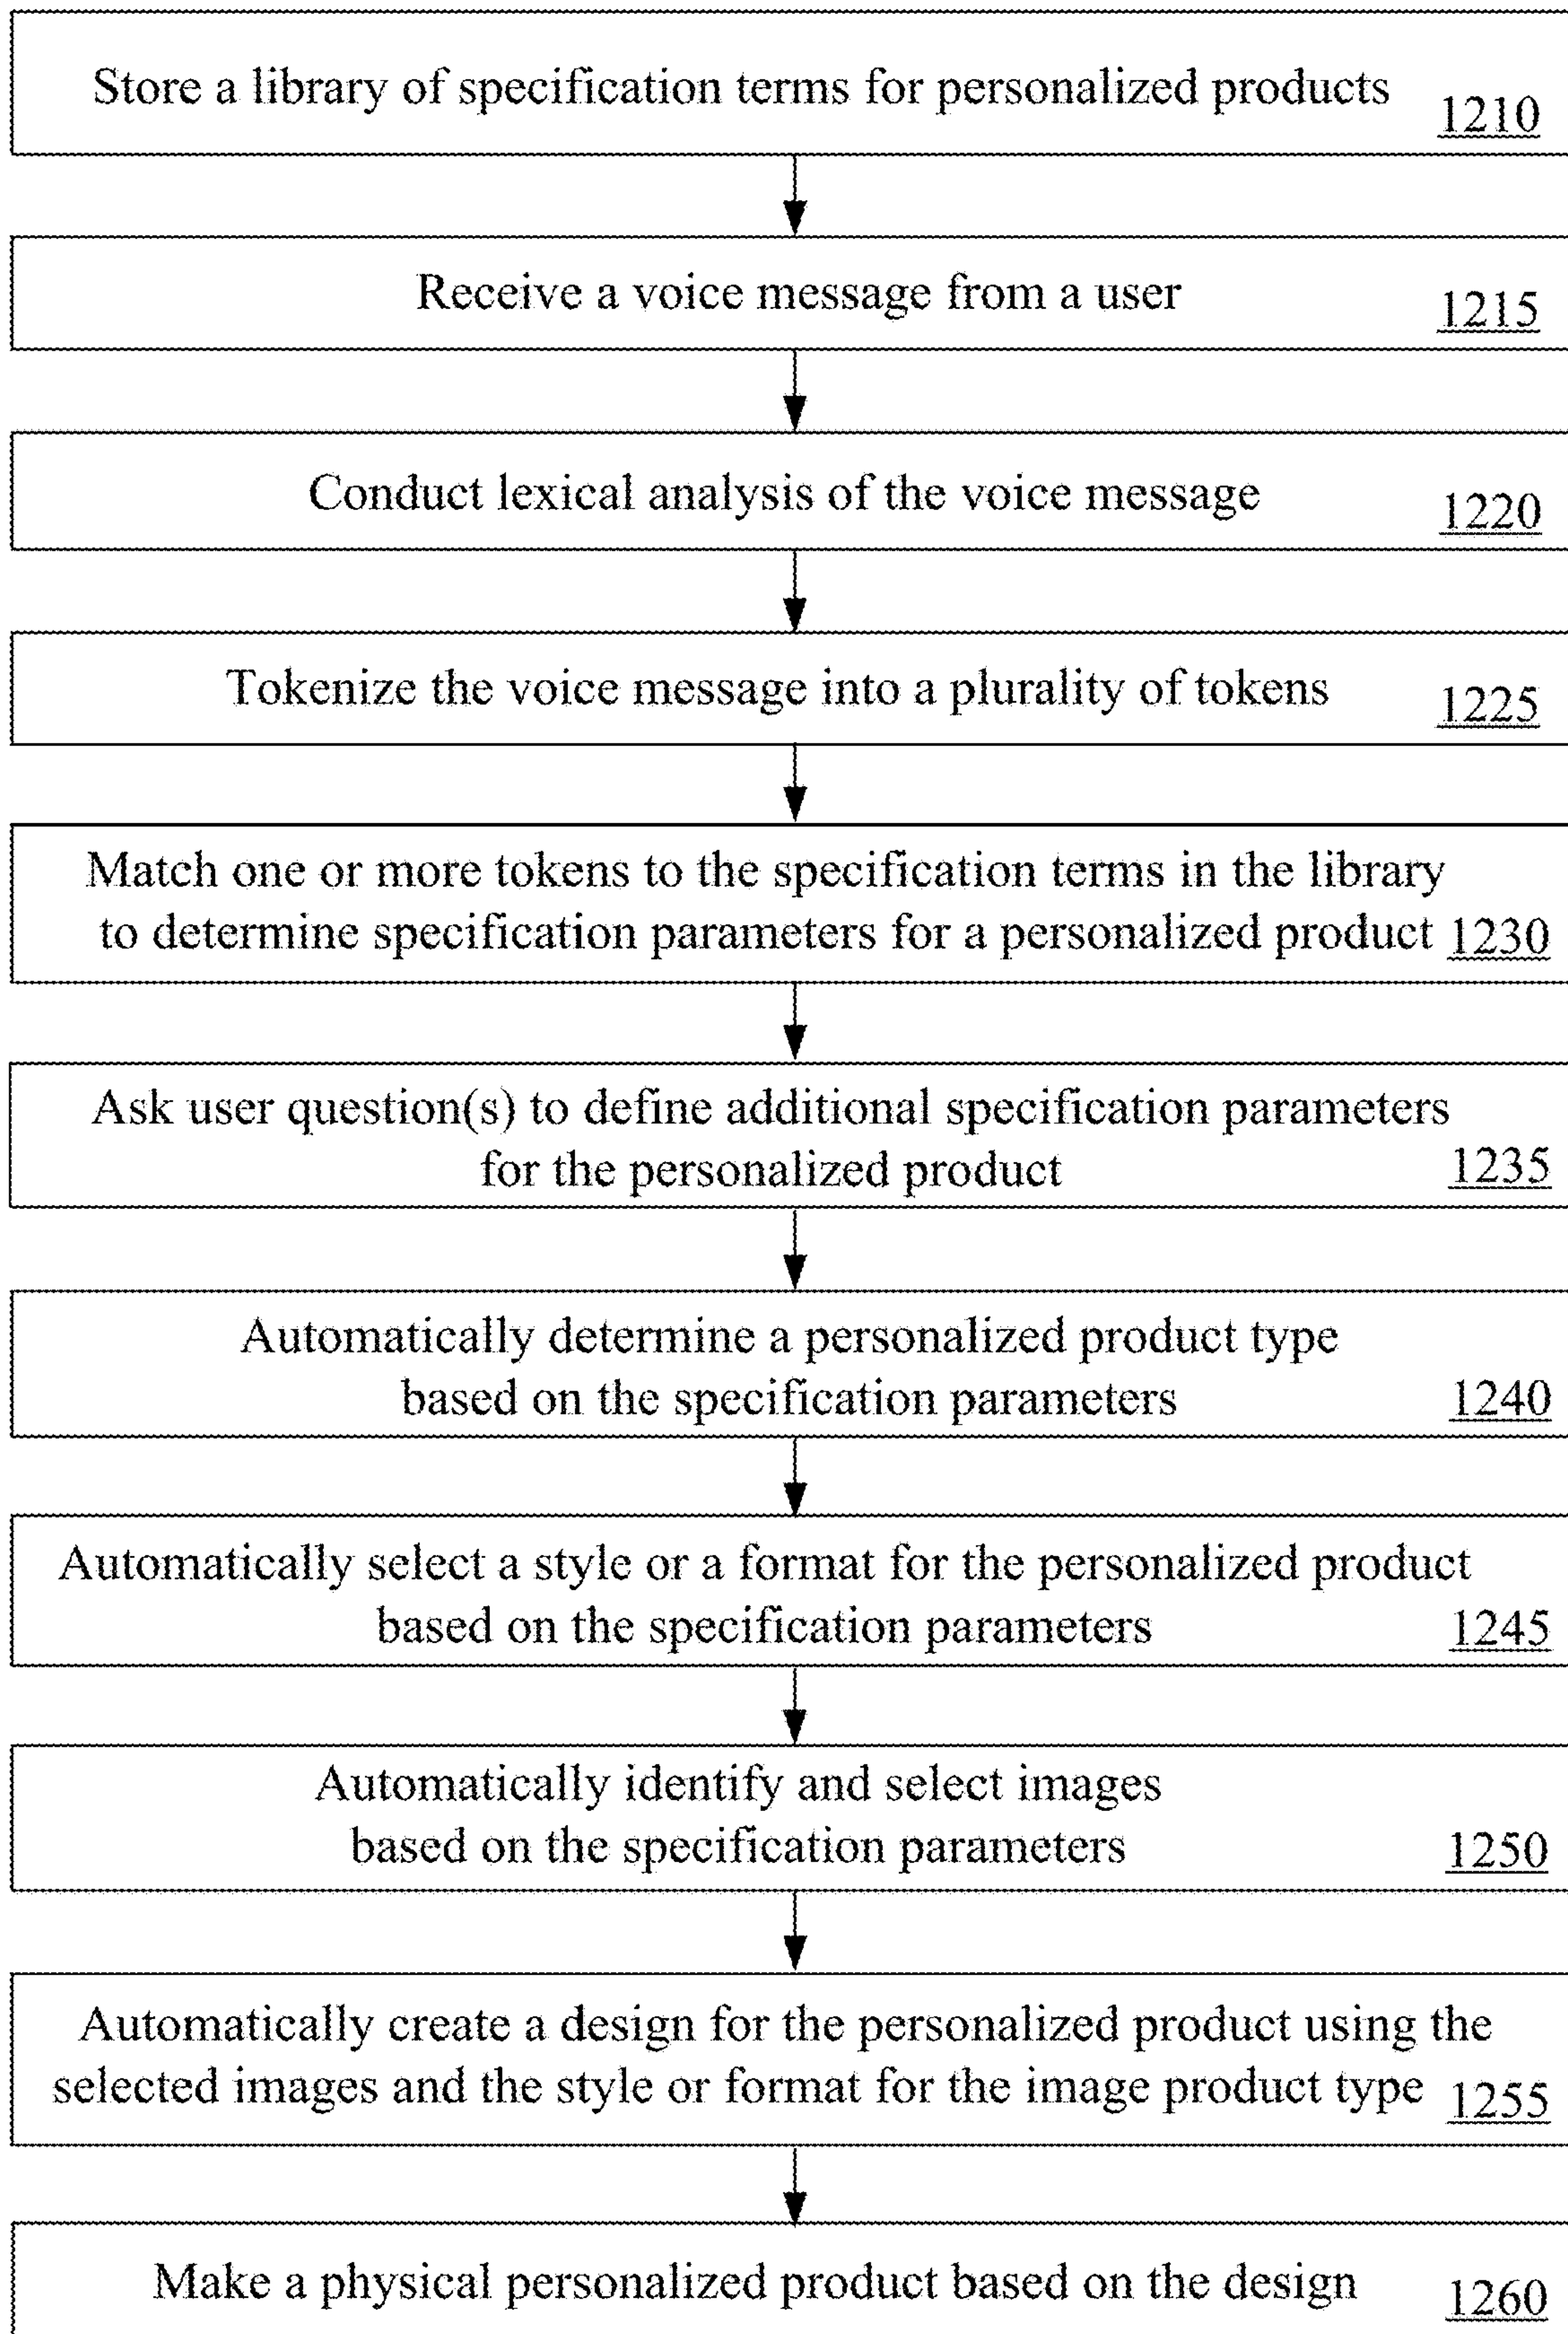 Store a library of specification terms for personalized products 1210
Receive a voice message from a user 1215
Conduct lexical analysis of the voice message 1220
Tokenize the voice message into a plurality of tokens 1225
Match one or more tokens to the specification terms in the library
to determine specification parameters for a personalized product 1230
Ask user question(s) to define additional specification parameters
for the personalized product 1235
Automatically determine a personalized product type
based on the specification parameters 1240
Automatically select a style or a format for the personalized product
based on the specification parameters 1245
Automatically identify and select images
based on the specification parameters 1250
Automatically create a design for the personalized product using the
selected images and the style or format for the image product type 1255
Make a physical personalized product based on the design 1260